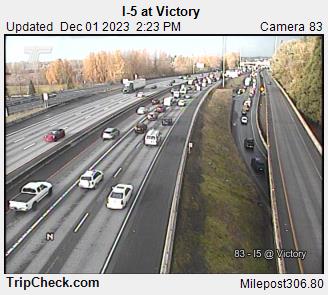 I-5 at Victory
Updated Dec 01 2023 2:23 PM Camera 83
N
83 - I5 @ Victory
TripCheck.com Milepost306.80